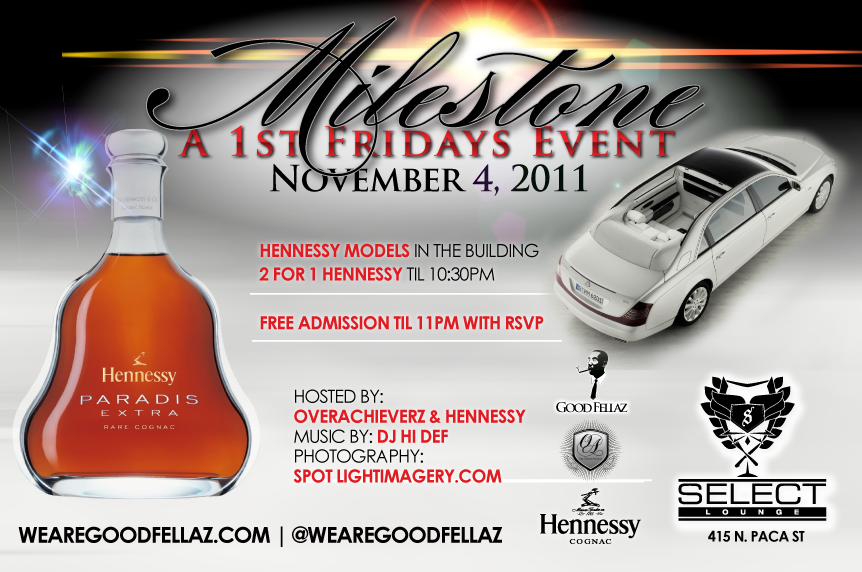 Milestone
A 1ST FRIDAYS EVENT
NOVEMBER 4, 2011
HENNESSY MODELS IN THE BUILDING
2 FOR 1 HENNESSY TIL 10:30PM
FREE ADMISSION TIL 11PM WITH RSVP
Hennessy
PARADIS
EXTRA
RARE COGNAC
HOSTED BY:
OVERACHIEVERZ & HENNESSY
MUSIC BY: DJ HI DEF
PHOTOGRAPHY:
SPOT LIGHTIMAGERY.COM
GOODFELLAZ
Hennessy
COGNAC
S
SELECT
LOUNGE
415 N. PACA ST
WEAREGOODFELLAZ.COM | @WEAREGOODFELLAZ